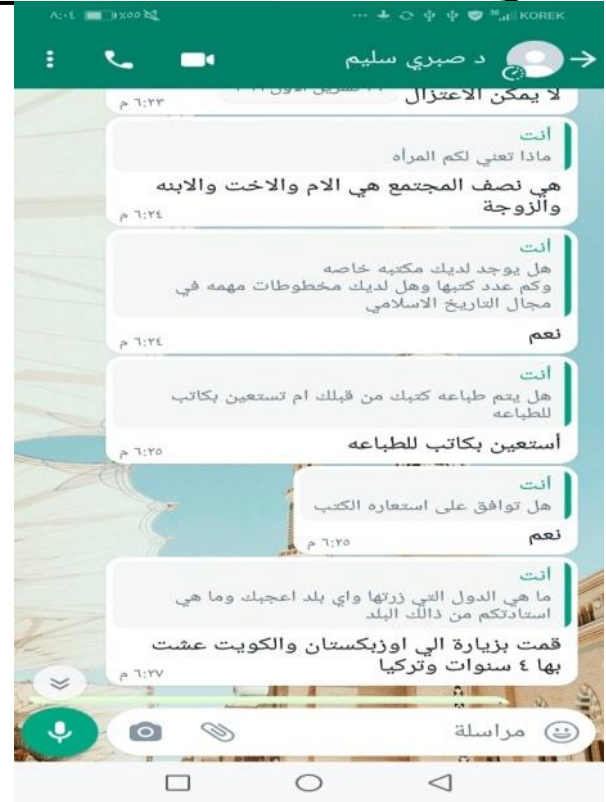 KOREK
٪٥٥ ٨:٠٤
د صبري سليم
لا يمكن الاعتزال
٦:٢٣ م
أنت
ماذا تعني لكم المرأه
هي نصف المجتمع هي الام والاخت والابنه
والزوجة
٦:٢٤ م
أنت
هل يوجد لديك مكتبه خاصه
وكم عدد كتبها وهل لديك مخطوطات مهمه في
مجال التاريخ الاسلامي
نعم
٦:٢٤ م
أنت
هل يتم طباعه كتبك من قبلك ام تستعين بكاتب
للطباعه
أستعين بكاتب للطباعه
٦:٢٥ م
أنت
هل توافق على استعاره الكتب
نعم
٦:٢٥ م
أنت
ما هي الدول التي زرتها واي بلد اعجبك وما هي
استادتكم من ذالك البلد
قمت بزيارة الي اوزبكستان والكويت عشت
بها ٤ سنوات وتركيا
٦:٢٧ م
مراسلة